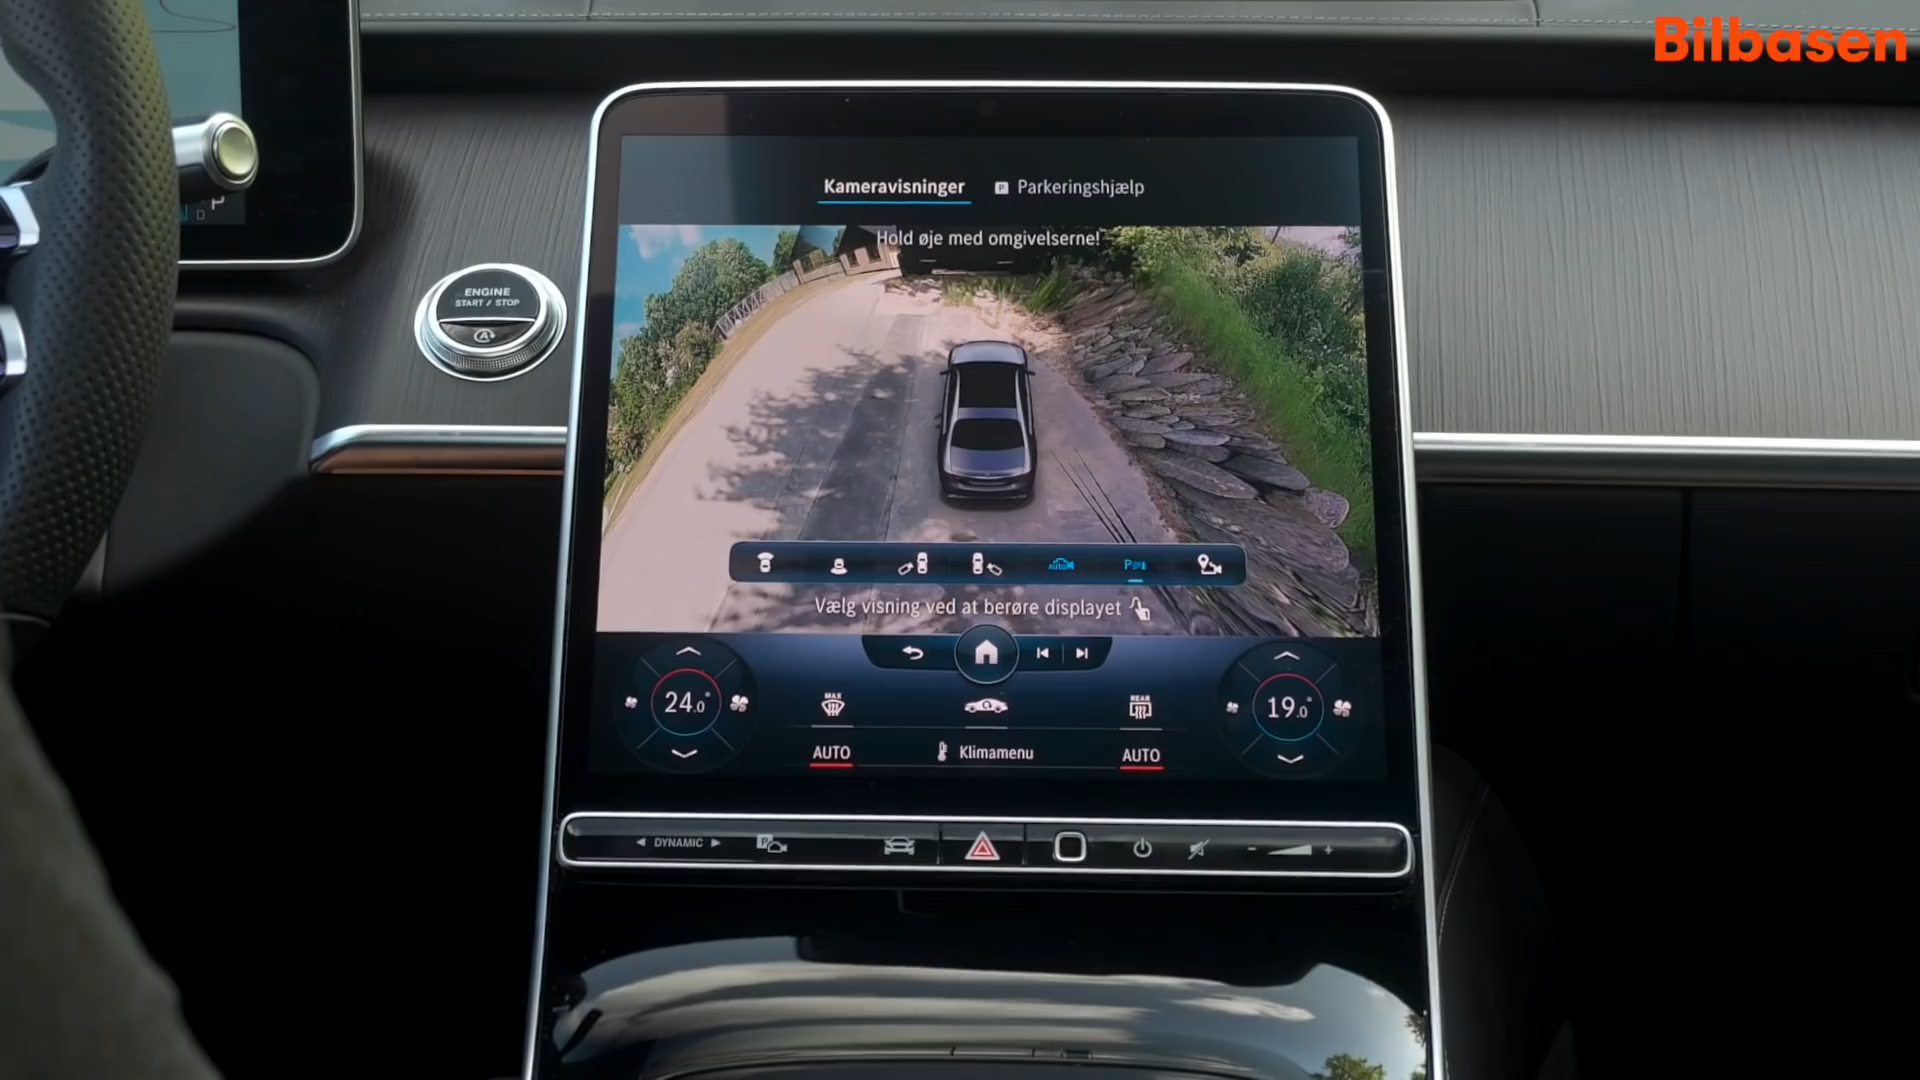 Bilbasen
Kameravisninger
P Parkeringshjælp
Hold øje med omgivelserne!
P
D
ENGINE
START / STOP
A
AUTO
P
Vælg visning ved at berøre displayet
24.0°
MAX
REAR
19.0°
AUTO
Klimamenu
AUTO
DYNAMIC
P
- +